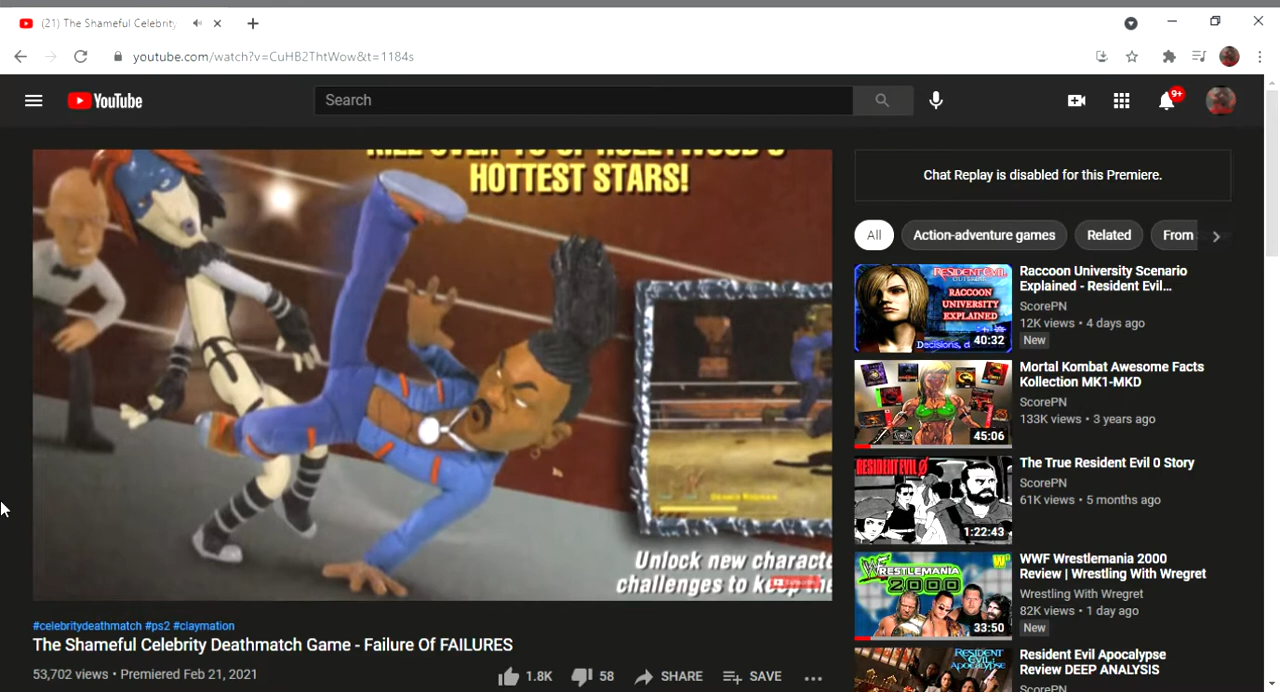 (21) The Shameful Celebrity
youtube.com/watch?v=CuHB2ThtWow&t=1184s
YouTube
Search
9+
HOTTEST STARS!
Unlock new characte
challenges to
#celebritydeathmatch #ps2 #claymation
The Shameful Celebrity Deathmatch Game - Failure Of FAILURES
53,702 views • Premiered Feb 21, 2021
1.8K
58
SHARE
SAVE
Chat Replay is disabled for this Premiere.
All
Action-adventure games
Related
From
RESIDENT EVIL
RACCOON
UNIVERSITY
EXPLAINED
40:32
Raccoon University Scenario
Explained - Resident Evil...
ScorePN
12K views • 4 days ago
New
45:06
Mortal Kombat Awesome Facts
Kollection MK1-MKD
ScorePN
133K views • 3 years ago
RESIDENT EVIL 0
1:22:43
The True Resident Evil 0 Story
ScorePN
61K views • 5 months ago
WRESTLEMANIA
2000
33:50
WWF Wrestlemania 2000
Review | Wrestling With Wregret
Wrestling With Wregret
82K views • 1 day ago
New
RESIDENT EVIL
APOCALYPSE
Resident Evil Apocalypse
Review DEEP ANALYSIS
ScorePN